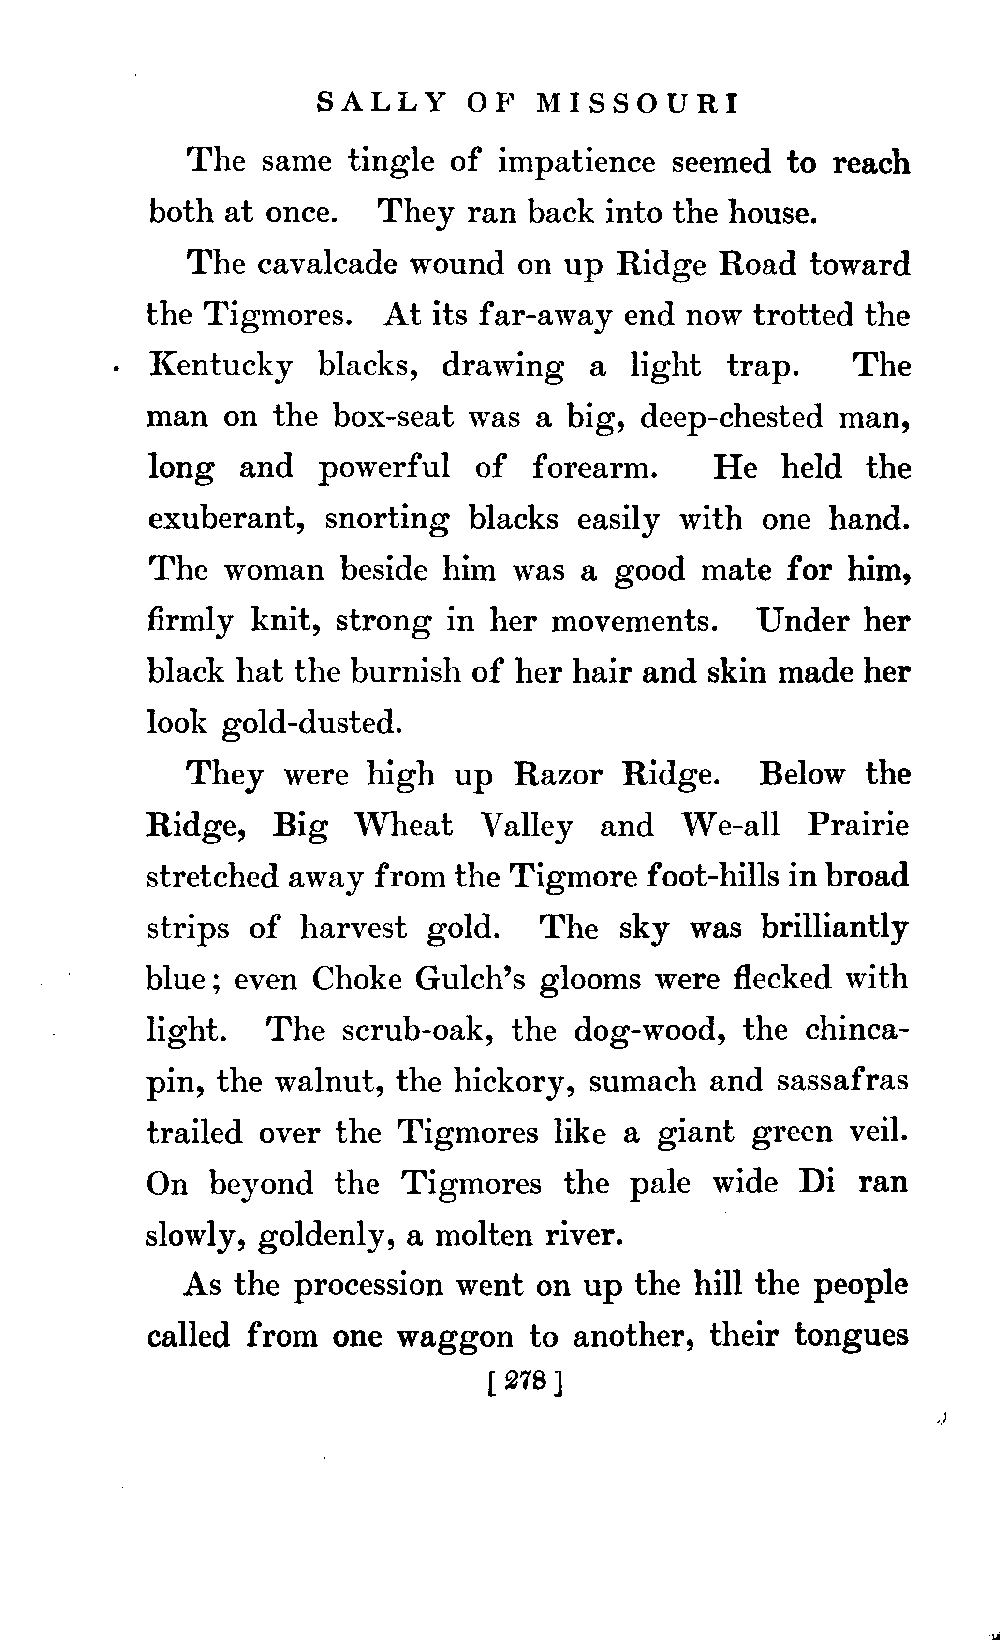 SALLY OF MISSOURI
The same tingle of impatience seemed to reach
both at once. They ran back into the house.
The cavalcade wound on up Ridge Road toward
the Tigmores. At its far-away end now trotted the
Kentucky blacks, drawing a light trap. The
man on the box-seat was a big, deep-chested man,
long and powerful of forearm. He held the
exuberant, snorting blacks easily with one hand.
The woman beside him was a good mate for him,
firmly knit, strong in her movements. Under her
black hat the burnish of her hair and skin made her
look gold-dusted.
They were high up Razor Ridge. Below the
Ridge, Big Wheat Valley and We-all Prairie
stretched away from the Tigmore foot-hills in broad
strips of harvest gold. The sky was brilliantly
blue; even Choke Gulch's glooms were flecked with
light. The scrub-oak, the dog-wood, the chinca-
pin, the walnut, the hickory, sumach and sassafras
trailed over the Tigmores like a giant green veil.
On beyond the Tigmores the pale wide Di ran
slowly, goldenly, a molten river.
As the procession went on up the hill the people
called from one waggon to another, their tongues
[278]